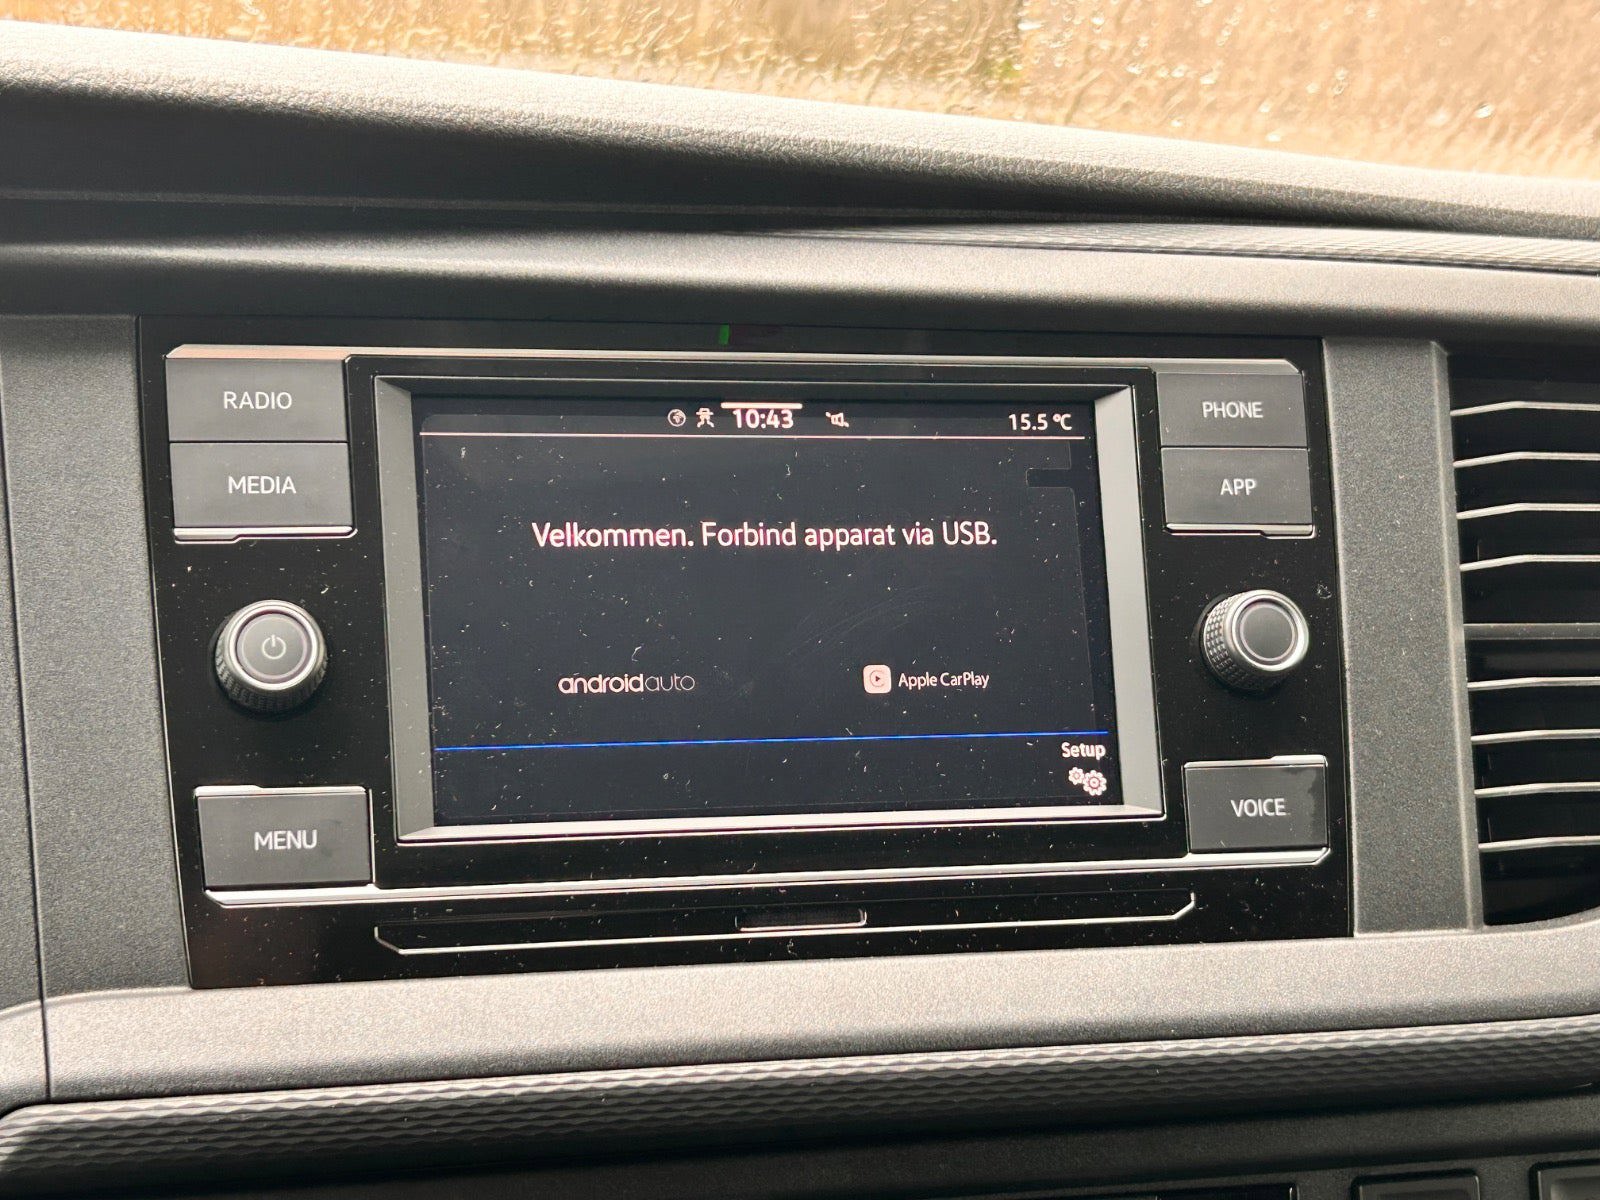 RADIO
MEDIA
MENU
10:43
15.5 °C
Velkommen. Forbind apparat via USB.
androidauto
Apple CarPlay
Setup
PHONE
APP
VOICE